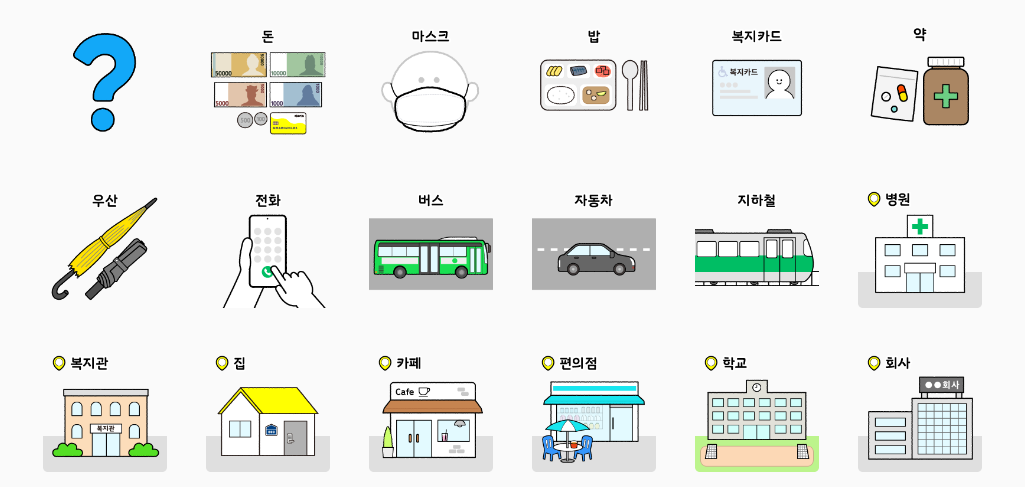 돈
마스크
밥
복지카드
약
50000
10000
5000
1000
500
100
복지카드
우산
전화
버스
자동차
지하철
병원
복지관
집
카페
편의점
학교
회사
복지관
Cafe
●●회사